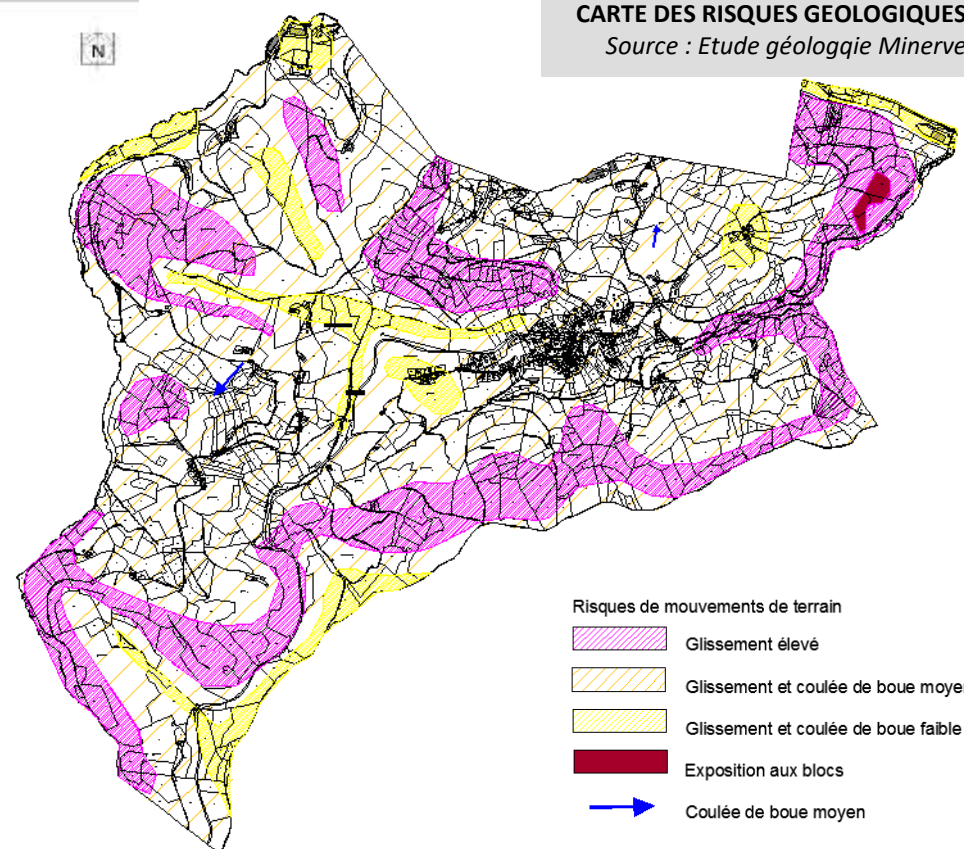 N
CARTE DES RISQUES GEOLOGIQUES
Source : Etude géologqie Minerve
Risques de mouvements de terrain
Glissement élevé
Glissement et coulée de boue moye
Glissement et coulée de boue faible
Exposition aux blocs
Coulée de boue moyen